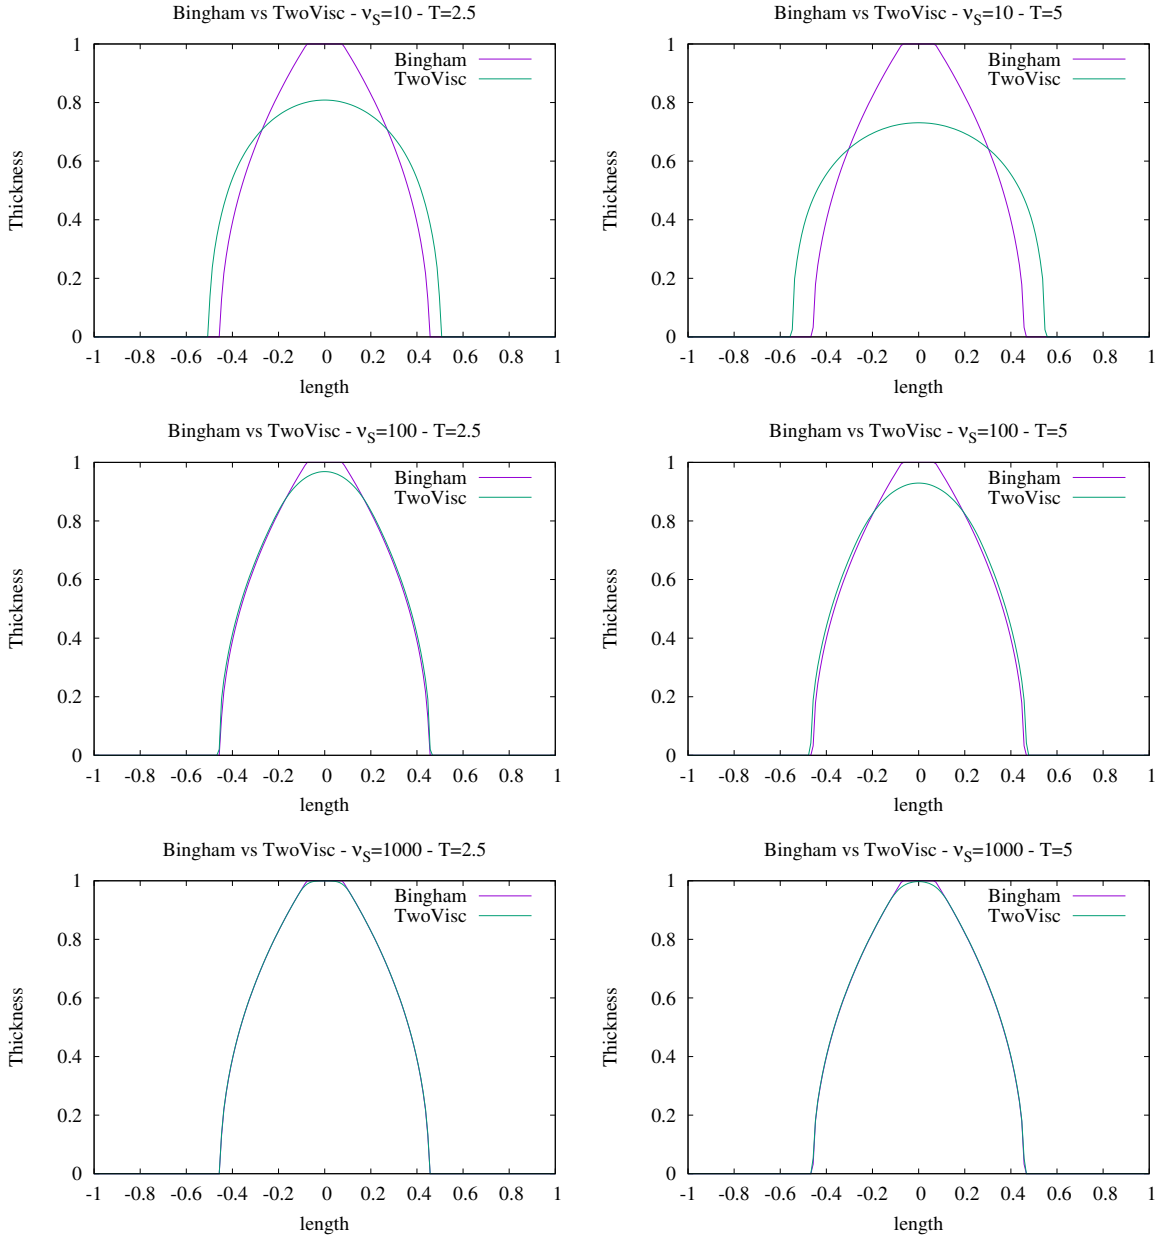 Bingham vs TwoVisc - νS=10 - T=2.5
Thickness
1
0.8
0.6
0.4
0.2
0
Bingham
TwoVisc
-1 -0.8 -0.6 -0.4 -0.2 0 0.2 0.4 0.6 0.8 1
length
Bingham vs TwoVisc - νS=10 - T=5
Thickness
1
0.8
0.6
0.4
0.2
0
Bingham
TwoVisc
-1 -0.8 -0.6 -0.4 -0.2 0 0.2 0.4 0.6 0.8 1
length
Bingham vs TwoVisc - νS=100 - T=2.5
Thickness
1
0.8
0.6
0.4
0.2
0
Bingham
TwoVisc
-1 -0.8 -0.6 -0.4 -0.2 0 0.2 0.4 0.6 0.8 1
length
Bingham vs TwoVisc - νS=100 - T=5
Thickness
1
0.8
0.6
0.4
0.2
0
Bingham
TwoVisc
-1 -0.8 -0.6 -0.4 -0.2 0 0.2 0.4 0.6 0.8 1
length
Bingham vs TwoVisc - νS=1000 - T=2.5
Thickness
1
0.8
0.6
0.4
0.2
0
Bingham
TwoVisc
-1 -0.8 -0.6 -0.4 -0.2 0 0.2 0.4 0.6 0.8 1
length
Bingham vs TwoVisc - νS=1000 - T=5
Thickness
1
0.8
0.6
0.4
0.2
0
Bingham
TwoVisc
-1 -0.8 -0.6 -0.4 -0.2 0 0.2 0.4 0.6 0.8 1
length